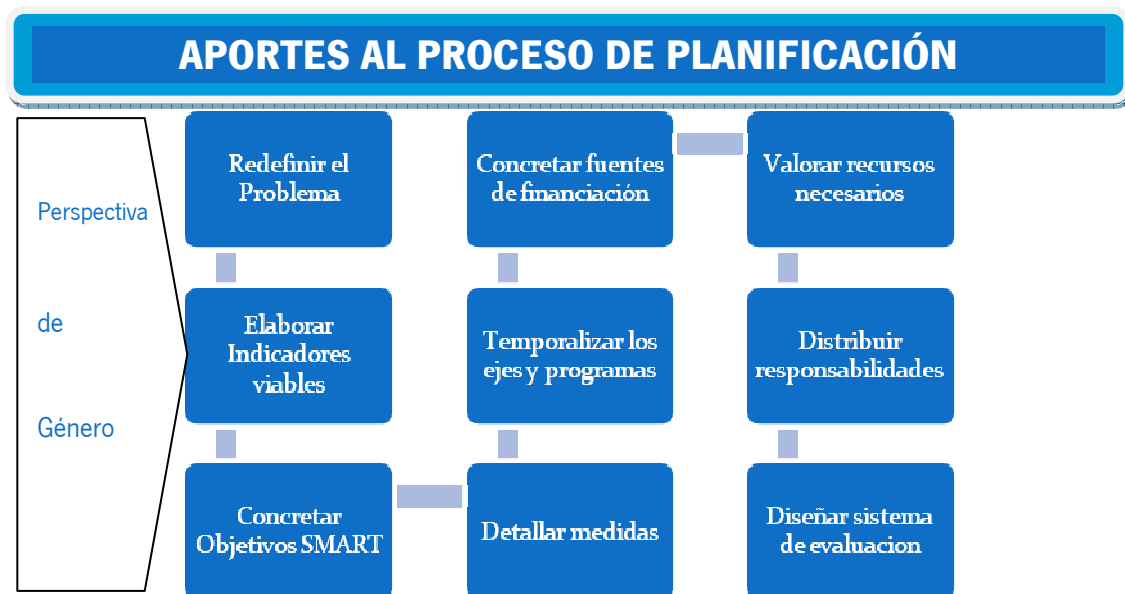 APORTES AL PROCESO DE PLANIFICACIÓN
Perspectiva
de
Género
Redefinir el
Problema
Elaborar
Indicadores
viables
Concretar
Objetivos SMART
Detallar medidas
Temporalizar los
ejes y programas
Concretar fuentes
de financiación
Valorar recursos
necesarios
Distribuir
responsabilidades
Diseñar sistema
de evaluacion